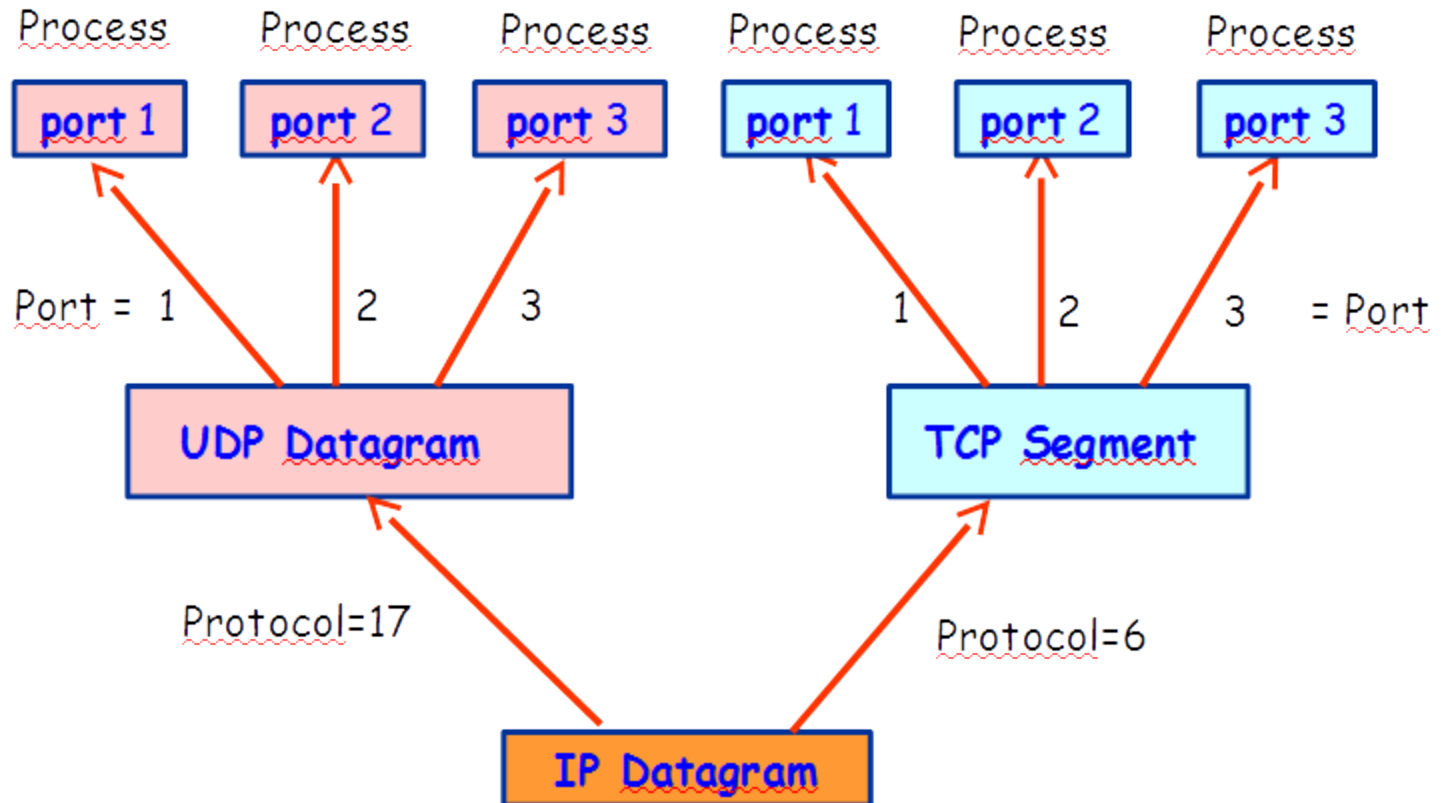 Process Process Process Process Process Process
port 1 port 2 port 3 port 1 port 2 port 3
Port = 1 2 3 1 2 3 = Port
UDP Datagram TCP Segment
Protocol=17 Protocol=6
IP Datagram